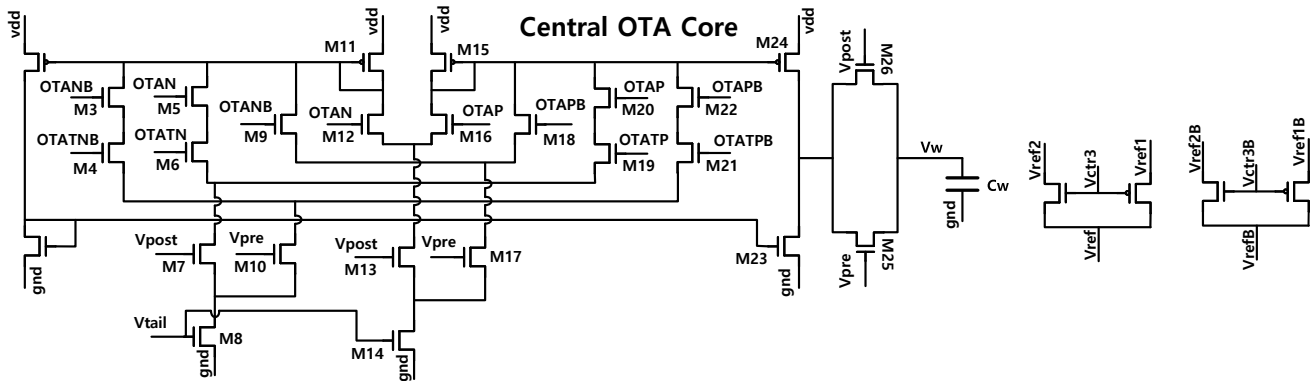 Central OTA Core
vdd
vdd
vdd
vdd
M11
M15
M24
OTANB
M3
OTAN
M5
OTANB
M9
OTAN
M12
OTAP
M16
OTAPB
M18
OTAP
M20
OTAPB
M22
OTATNB
M4
OTATN
M6
OTATP
M19
OTATPB
M21
Vpost
M26
Vw
Cw
gnd
Vpre
M25
Vref2
Vctr3
Vref1
Vref
Vref2B
Vctr3B
Vref1B
VrefB
gnd
Vpost
M7
Vpre
M10
Vpost
M13
Vpre
M17
M23
gnd
Vtail
M8
gnd
M14
gnd